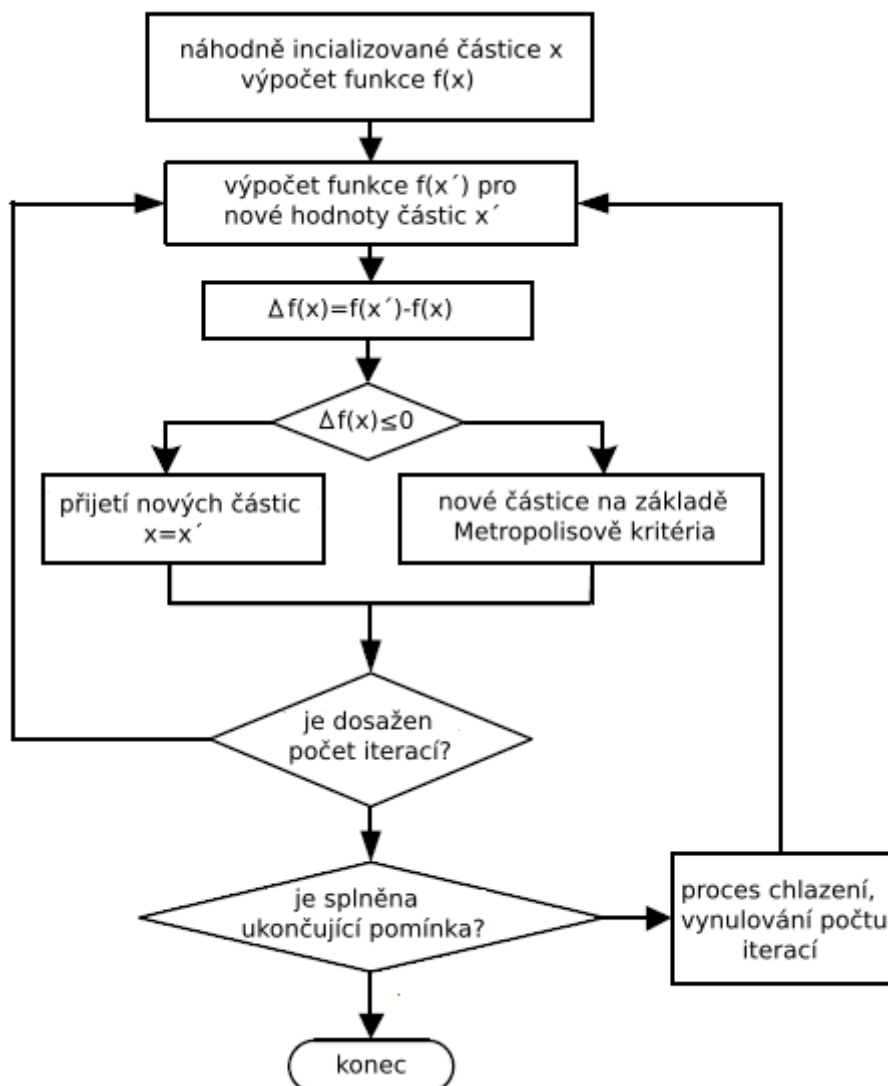 náhodně incializované částice x
výpočet funkce f(x)
výpočet funkce f(x´) pro
nové hodnoty částic x´
Δf(x)=f(x´)-f(x)
Δf(x)≤0
přijetí nových částic
x=x´
nové částice na základě
Metropolisově kritéria
je dosažen
počet iterací?
je splněna
ukončující pomínka?
proces chlazení,
vynulování počtu
iterací
konec